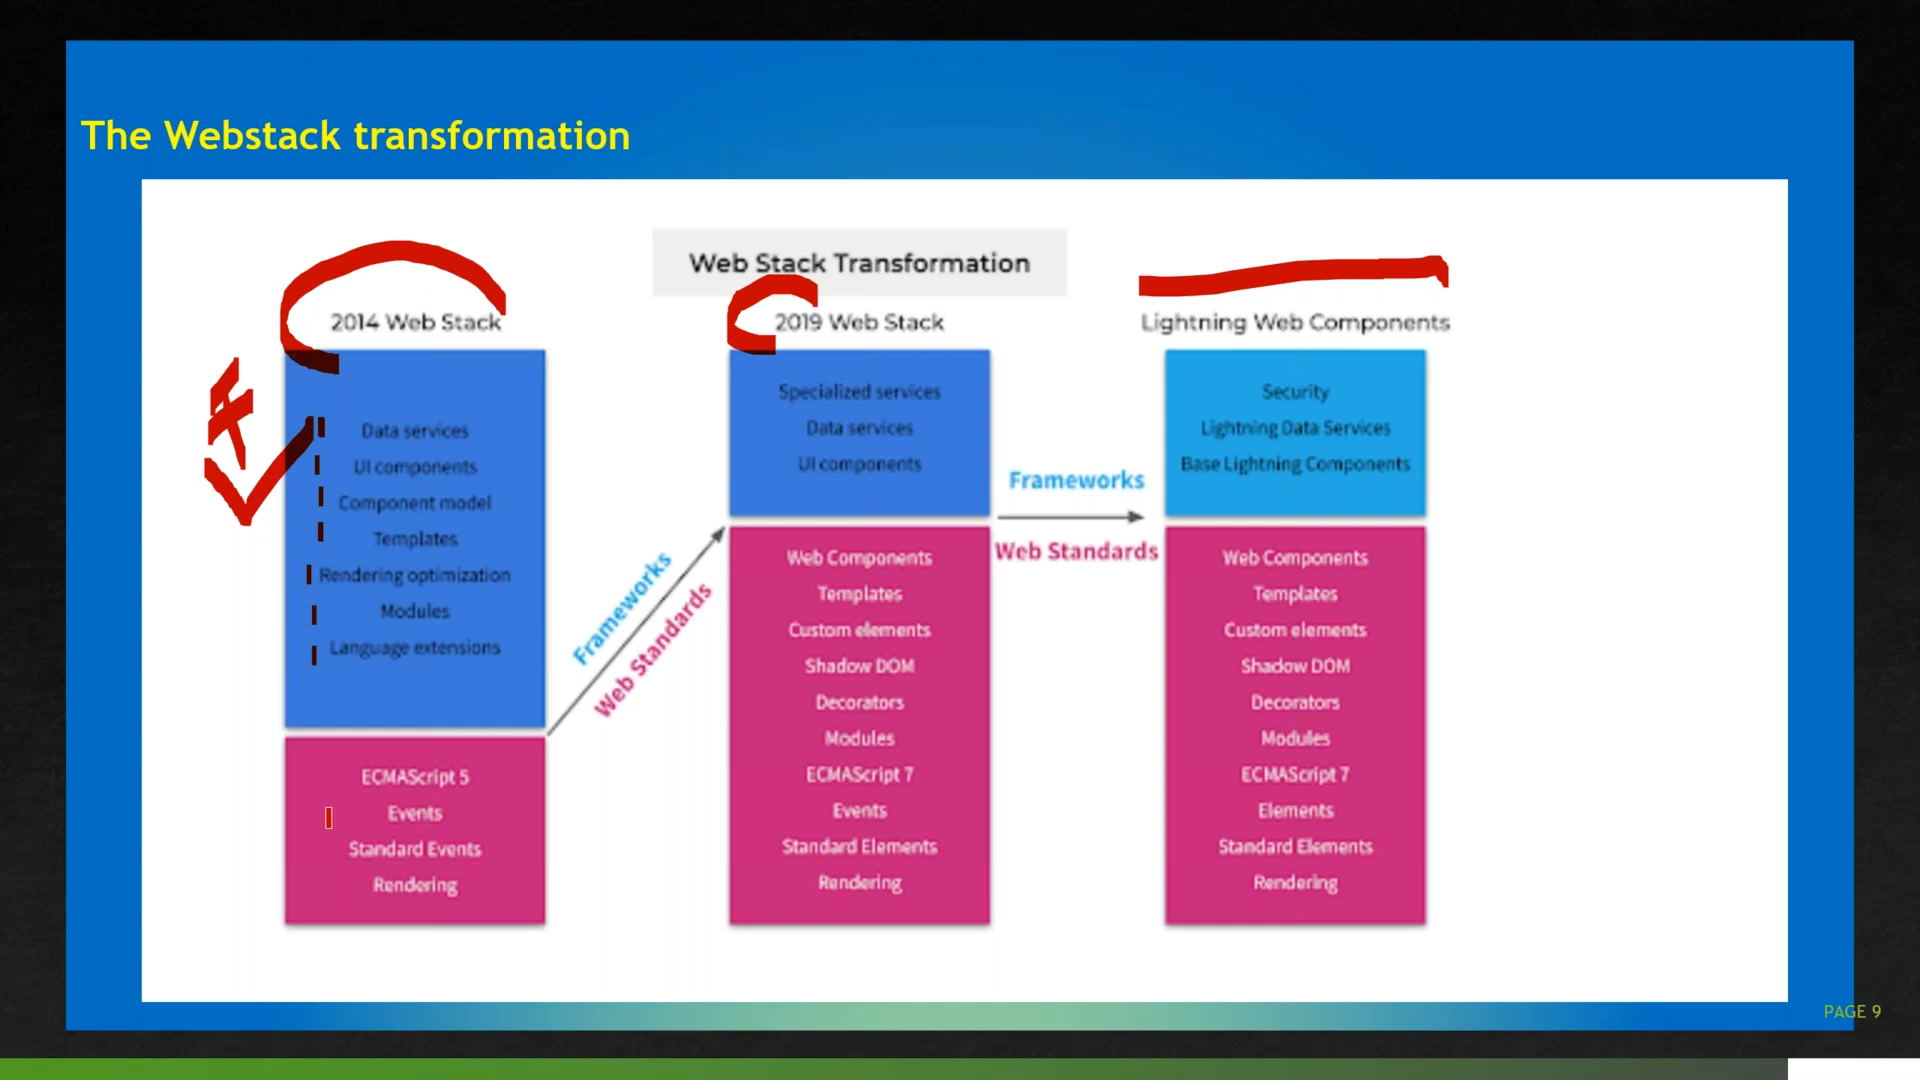 The Webstack transformation
Web Stack Transformation
2014 Web Stack
Data services
UI components
Component model
Templates
Rendering optimization
Modules
Language extensions
ECMAScript 5
Events
Standard Events
Rendering
Frameworks
Web Standards
2019 Web Stack
Specialized services
Data services
UI components
Web Components
Templates
Custom elements
Shadow DOM
Decorators
Modules
ECMAScript 7
Events
Standard Elements
Rendering
Frameworks
Web Standards
Lightning Web Components
Security
Lightning Data Services
Base Lightning Components
Web Components
Templates
Custom elements
Shadow DOM
Decorators
Modules
ECMAScript 7
Elements
Standard Elements
Rendering
PAGE 9